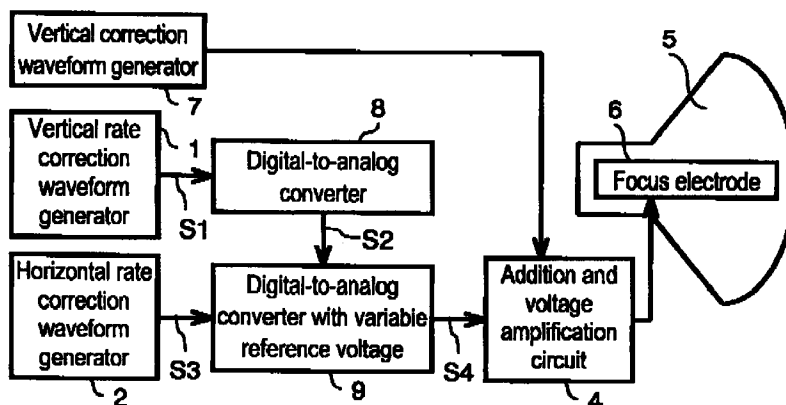 Vertical correction
waveform generator
7
5
Vertical rate
correction
waveform
generator
1
S1
8
Digital-to-analog
converter
S2
6
Focus electrode
Horizontal rate
correction
waveform
generator
2
S3
Digital-to-analog
converter with variable
reference voltage
9
S4
Addition and
voltage
amplification
circuit
4